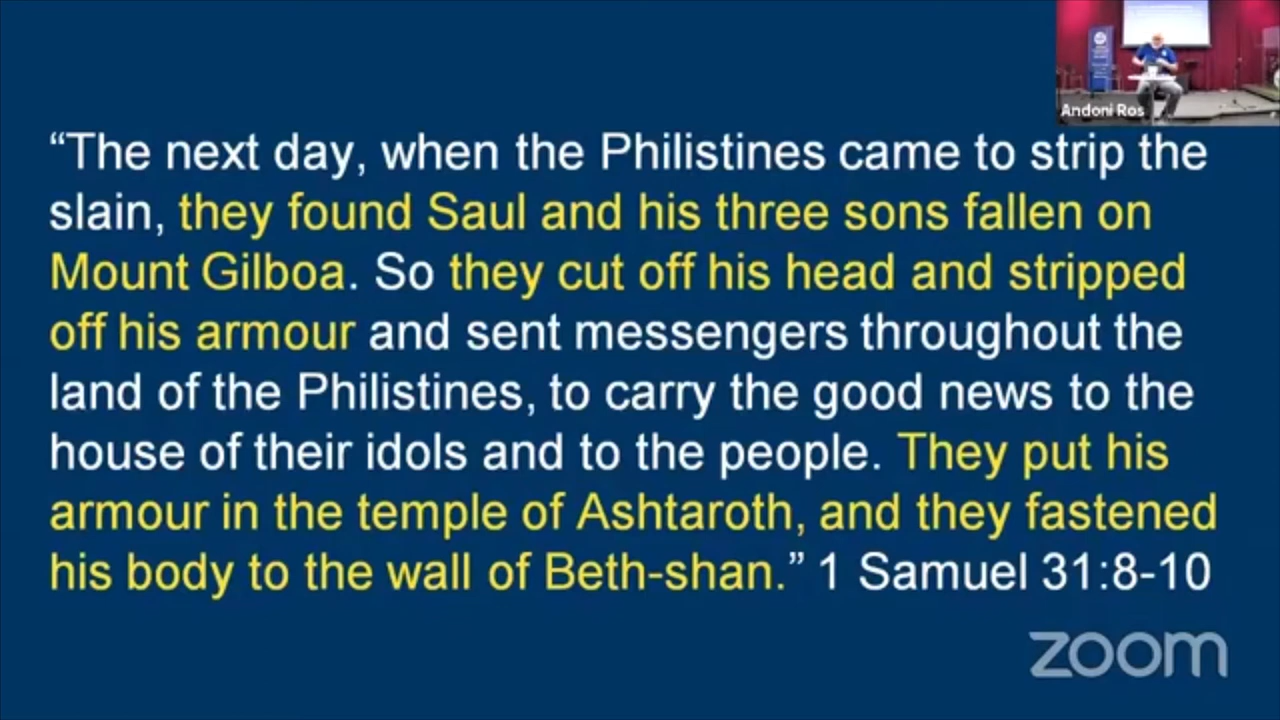 Andoni Ros
“The next day, when the Philistines came to strip the
slain, they found Saul and his three sons fallen on
Mount Gilboa. So they cut off his head and stripped
off his armour and sent messengers throughout the
land of the Philistines, to carry the good news to the
house of their idols and to the people. They put his
armour in the temple of Ashtaroth, and they fastened
his body to the wall of Beth-shan.” 1 Samuel 31:8-10
zoom